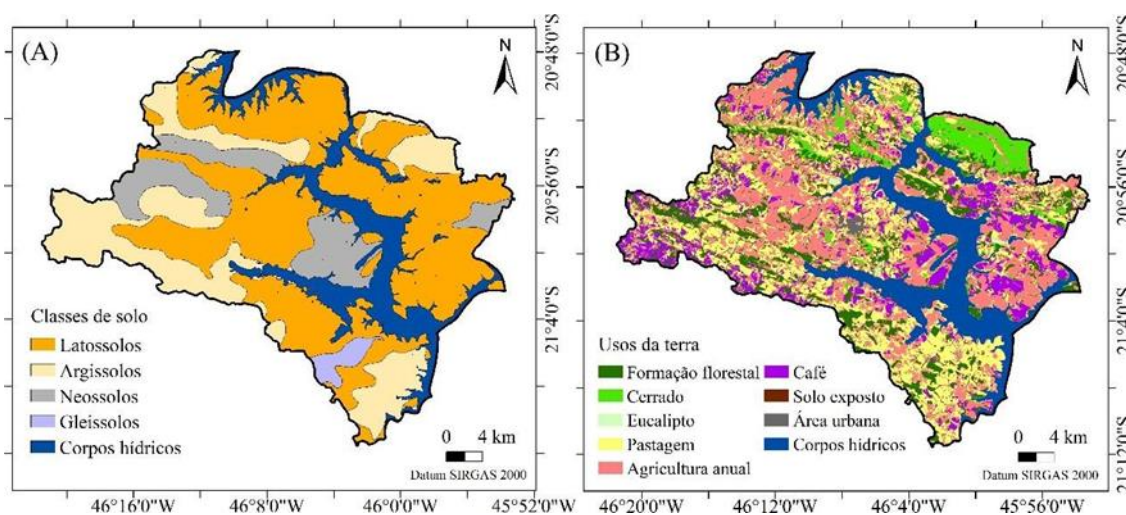 (A)
N
Classes de solo
Latossolos
Argissolos
Neossolos
Gleissolos
Corpos hídricos
0 4 km
Datum SIRGAS 2000
46°16'0"W 46°8'0"W 46°0'0"W 45°52'0"W
20°48'0"S
20°56'0"S
21°4'0"S
(B)
N
Usos da terra
Formação florestal
Cerrado
Eucalipto
Pastagem
Agricultura anual
Café
Solo exposto
Área urbana
Corpos hídricos
0 4 km
Datum SIRGAS 2000
46°20'0"W 46°12'0"W 46°4'0"W 45°56'0"W
20°48'0"S
20°56'0"S
21°4'0"S
21°12'0"S